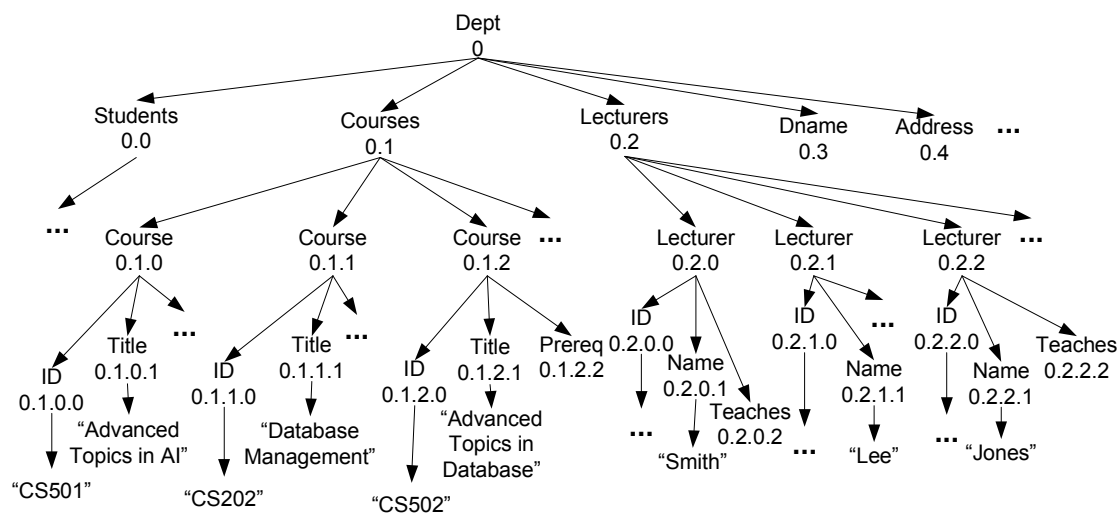 Dept
0
Students
0.0
Courses
0.1
Lecturers
0.2
Dname
0.3
Address
0.4
...
...
Course
0.1.0
Course
0.1.1
Course
0.1.2
...
Lecturer
0.2.0
Lecturer
0.2.1
Lecturer
0.2.2
...
ID
0.1.0.0
Title
0.1.0.1
...
ID
0.1.1.0
Title
0.1.1.1
...
ID
0.1.2.0
Title
0.1.2.1
Prereq
0.1.2.2
ID
0.2.0.0
Name
0.2.0.1
Teaches
0.2.0.2
ID
0.2.1.0
...
Name
0.2.1.1
ID
0.2.2.0
Name
0.2.2.1
Teaches
0.2.2.2
“CS501”
“Advanced
Topics in AI”
“CS202”
“Database
Management”
“CS502”
“Advanced
Topics in
Database”
...
“Smith”
...
“Lee”
...
“Jones”